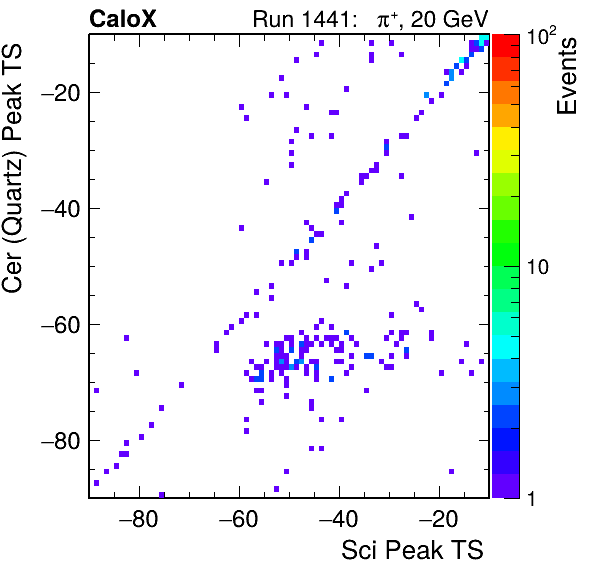 CaloX Run 1441: π⁺, 20 GeV
Cer (Quartz) Peak TS
−20
−40
−60
−80
−80 −60 −40 −20
Sci Peak TS
10²
10
1
Events